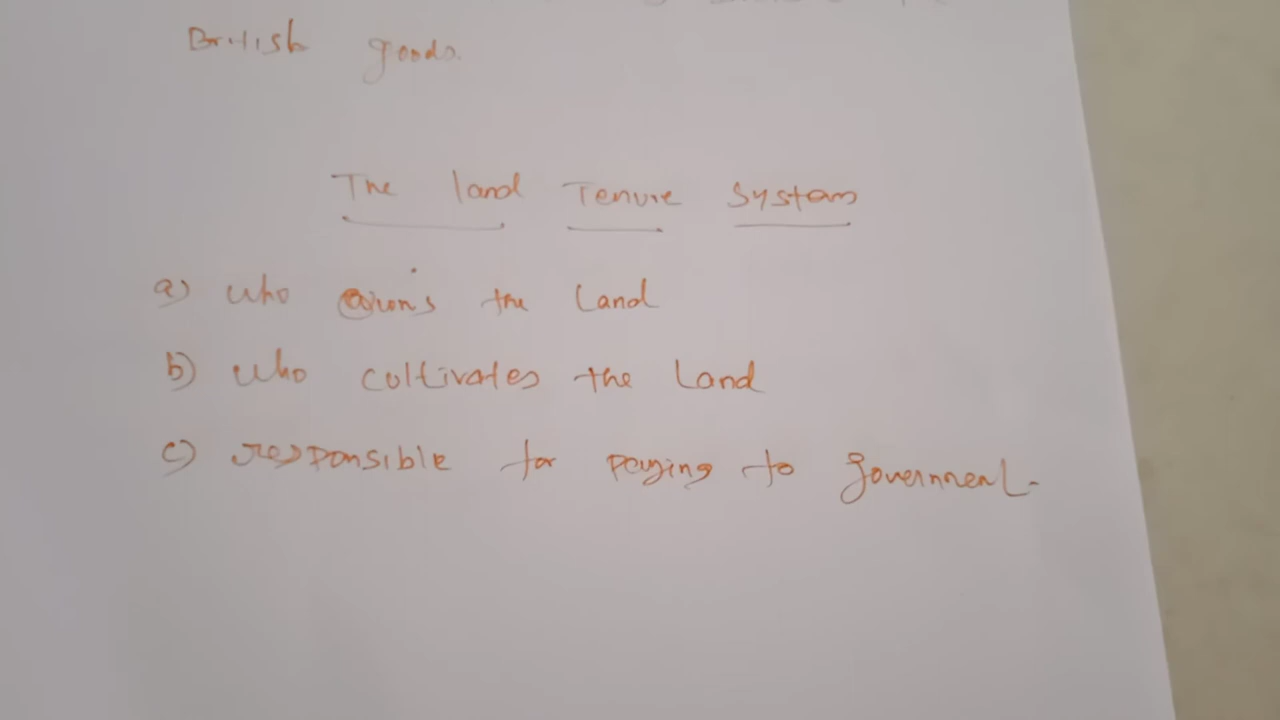 British goods.
The land Tenure System
a) who owns the Land
b) who cultivates the Land
c) responsible for paying to government.